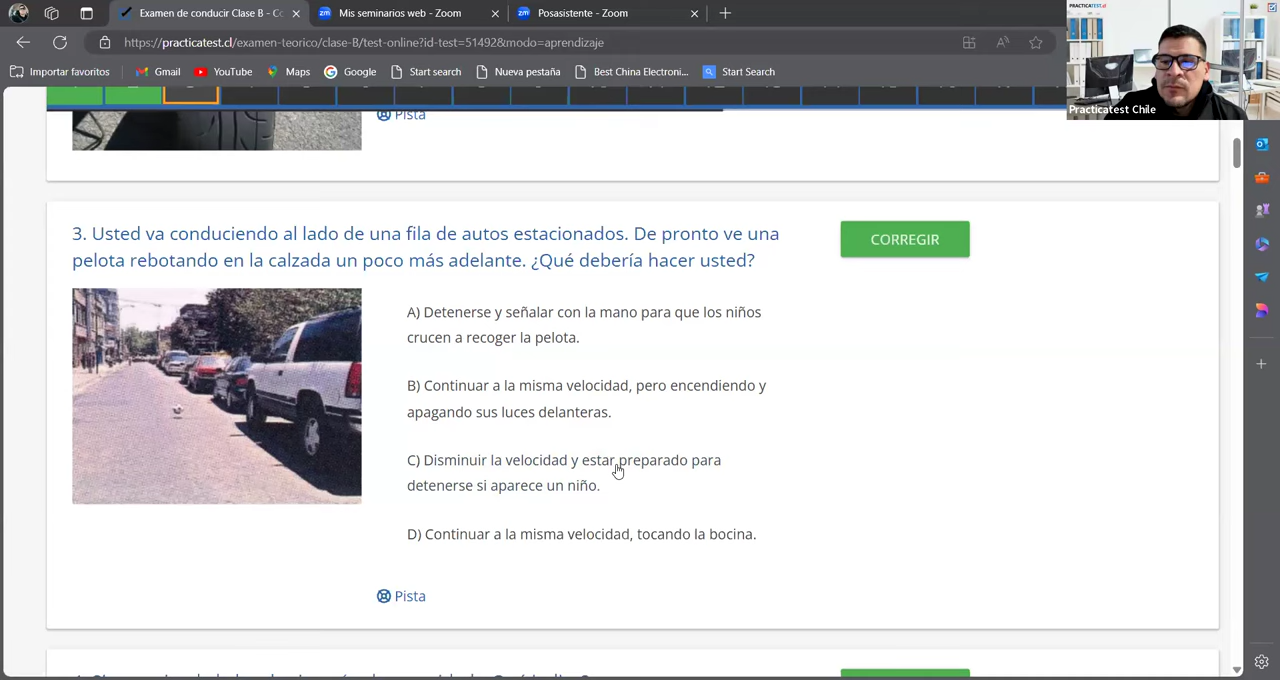 Examen de conducir Clase B - Cc
Mis seminarios web - Zoom
Posasistente - Zoom
https://practicatest.cl/examen-teorico/clase-B/test-online?id-test=51492&modo=aprendizaje
Importar favoritos
Gmail
YouTube
Maps
Google
Start search
Nueva pestaña
Best China Electroni...
Start Search
PRACTICATEST.cl
Practicatest Chile
Pista
3. Usted va conduciendo al lado de una fila de autos estacionados. De pronto ve una
pelota rebotando en la calzada un poco más adelante. ¿Qué debería hacer usted?
CORREGIR
A) Detenerse y señalar con la mano para que los niños
crucen a recoger la pelota.
B) Continuar a la misma velocidad, pero encendiendo y
apagando sus luces delanteras.
C) Disminuir la velocidad y estar preparado para
detenerse si aparece un niño.
D) Continuar a la misma velocidad, tocando la bocina.
Pista